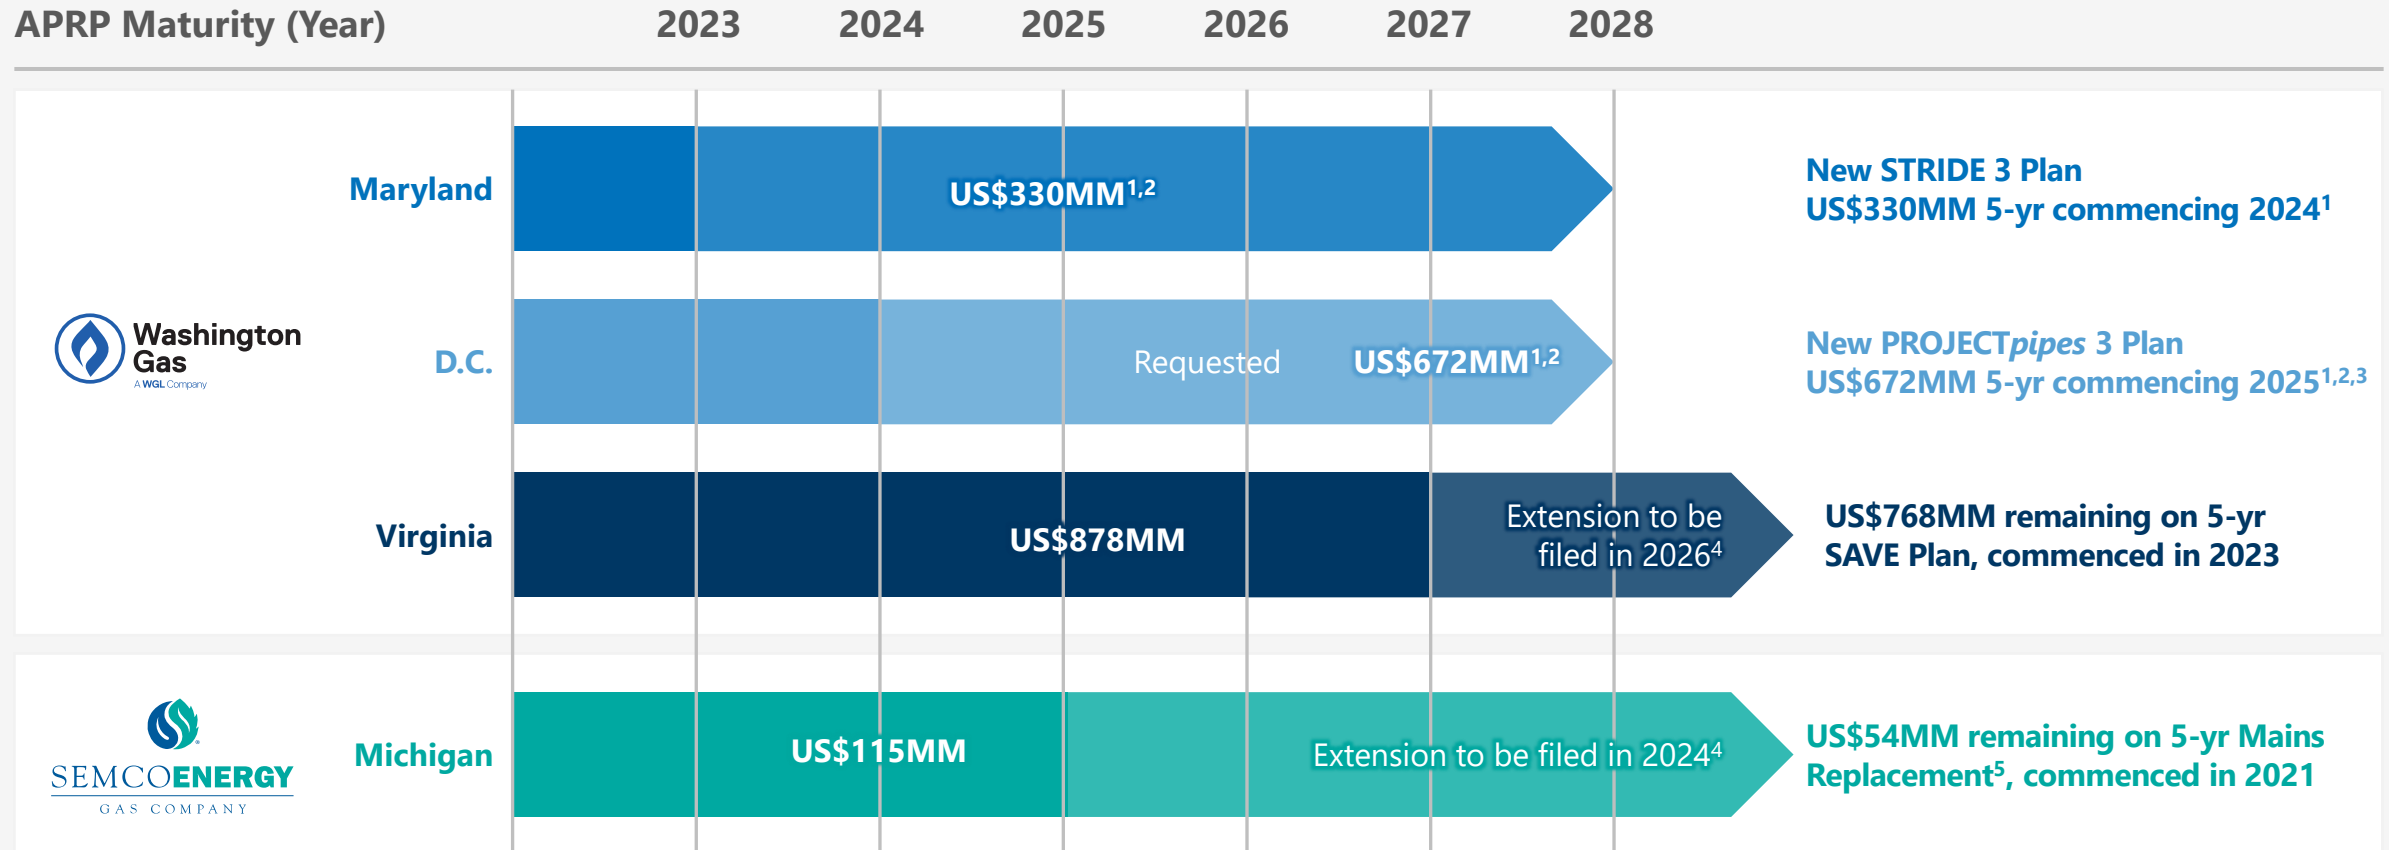 APRP Maturity (Year) 2023 2024 2025 2026 2027 2028
Maryland
US$330MM1,2
New STRIDE 3 Plan
US$330MM 5-yr commencing 20241
Washington
Gas
A WGL Company
D.C.
Requested US$672MM1,2
New PROJECTpipes 3 Plan
US$672MM 5-yr commencing 20251,2,3
Virginia
US$878MM
Extension to be
filed in 20264
US$768MM remaining on 5-yr
SAVE Plan, commenced in 2023
SEMCOENERGY
GAS COMPANY
Michigan
US$115MM
Extension to be filed in 20244
US$54MM remaining on 5-yr Mains
Replacement5, commenced in 2021